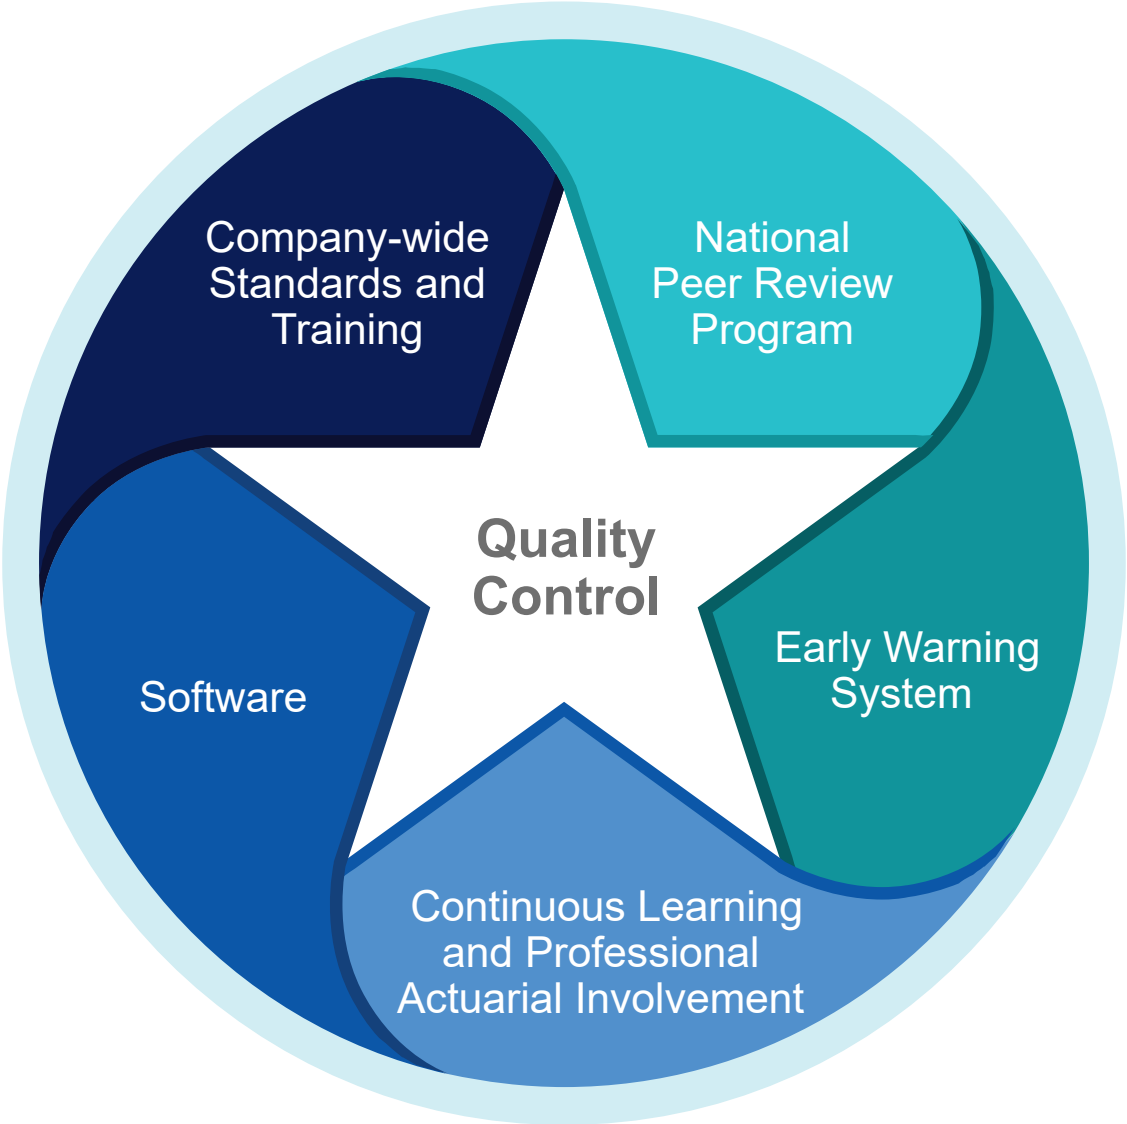 Company-wide
Standards and
Training
National
Peer Review
Program
Quality
Control
Early Warning
System
Software
Continuous Learning
and Professional
Actuarial Involvement